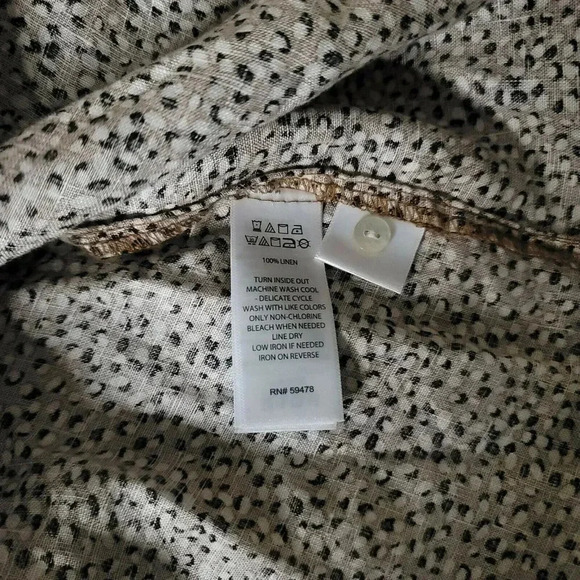 100% LINEN
TURN INSIDE OUT
MACHINE WASH COOL
- DELICATE CYCLE
WASH WITH LIKE COLORS
ONLY NON-CHLORINE
BLEACH WHEN NEEDED
LINE DRY
LOW IRON IF NEEDED
IRON ON REVERSE
RN# 59478